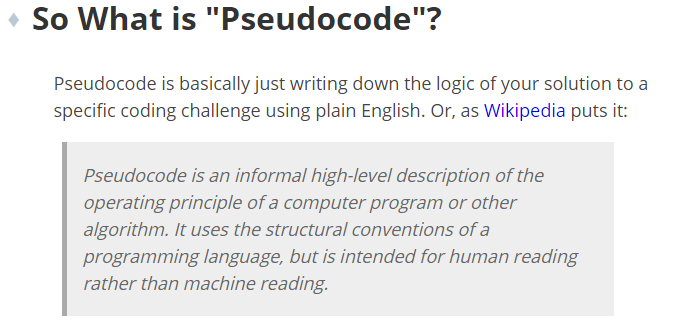 So What is "Pseudocode"?
Pseudocode is basically just writing down the logic of your solution to a
specific coding challenge using plain English. Or, as Wikipedia puts it:
Pseudocode is an informal high-level description of the
operating principle of a computer program or other
algorithm. It uses the structural conventions of a
programming language, but is intended for human reading
rather than machine reading.